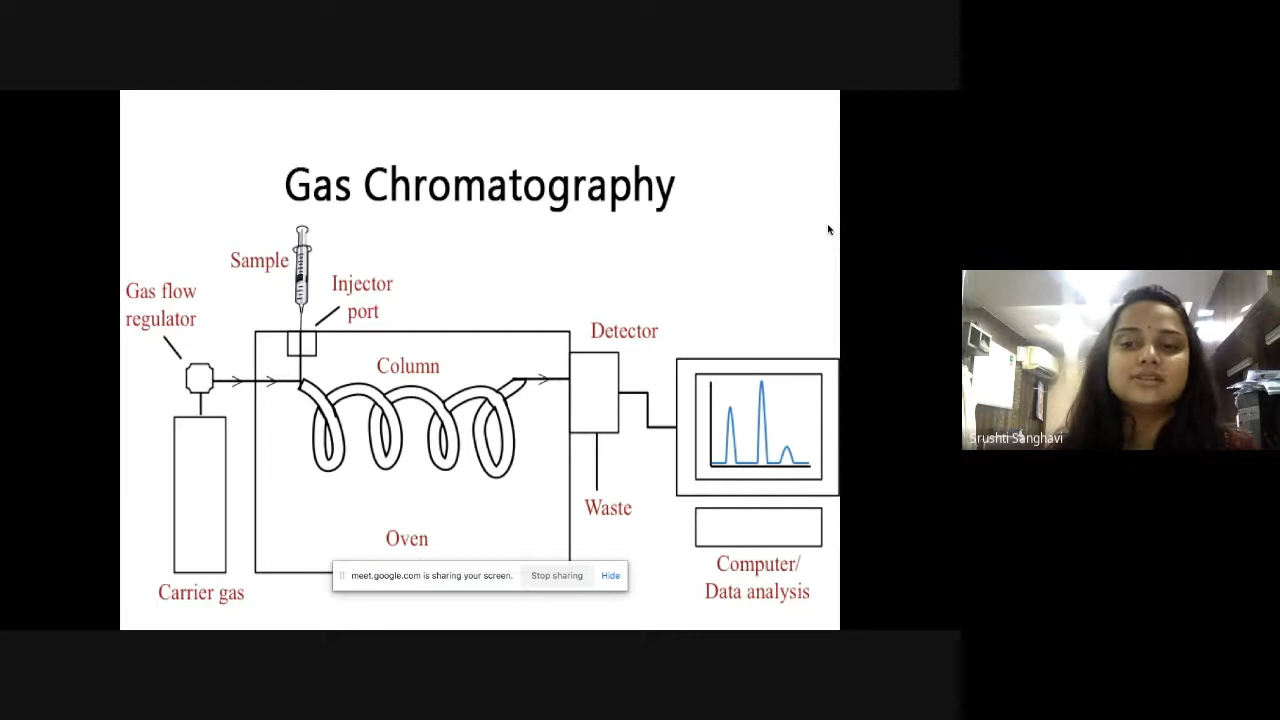 Gas Chromatography
Sample
Injector
port
Gas flow
regulator
Detector
Column
Waste
Oven
Computer/
Data analysis
Carrier gas
meet.google.com is sharing your screen.
Stop sharing
Hide
Srushti Sanghavi